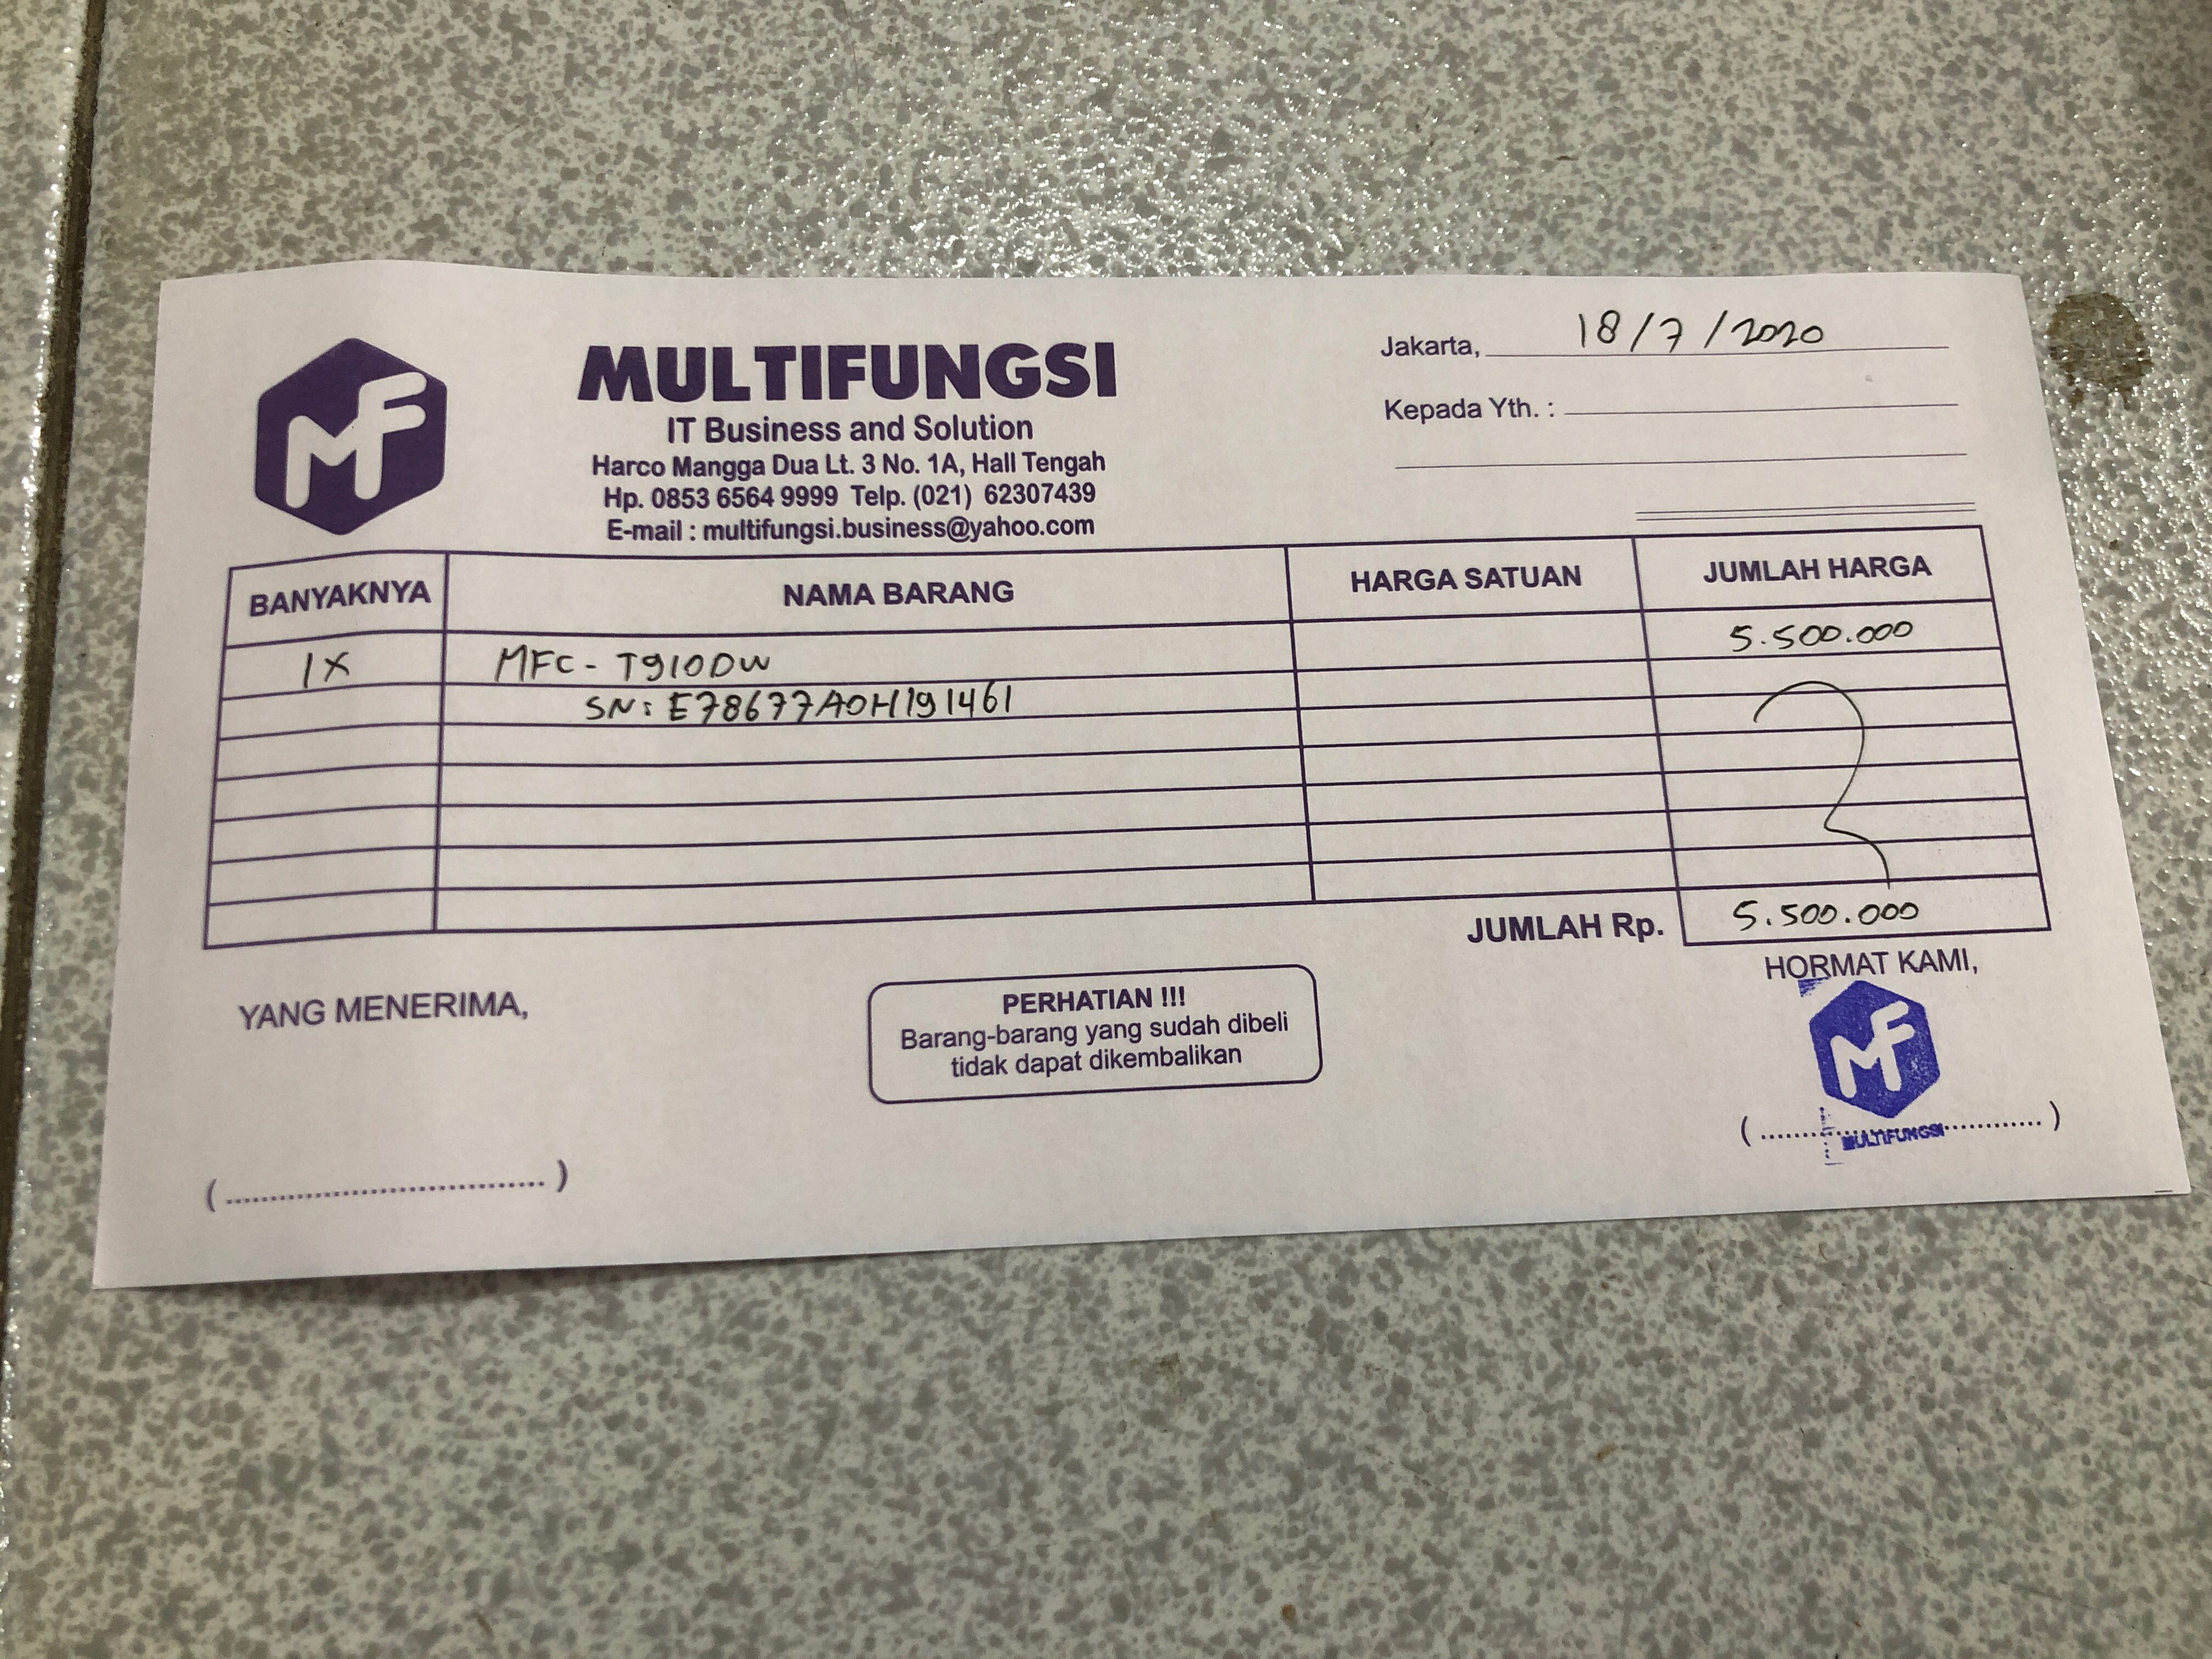 MF
MULTIFUNGSI
IT Business and Solution
Harco Mangga Dua Lt. 3 No. 1A, Hall Tengah
Hp. 0853 6564 9999 Telp. (021) 62307439
E-mail : multifungsi.business@yahoo.com
Jakarta, 18/7/2020
Kepada Yth. :
BANYAKNYA NAMA BARANG HARGA SATUAN JUMLAH HARGA
1X MFC - T910DW 5.500.000
SN: E78677A0H191461
JUMLAH Rp. 5.500.000
YANG MENERIMA,
PERHATIAN !!!
Barang-barang yang sudah dibeli
tidak dapat dikembalikan
HORMAT KAMI,
MF
MULTIFUNGSI